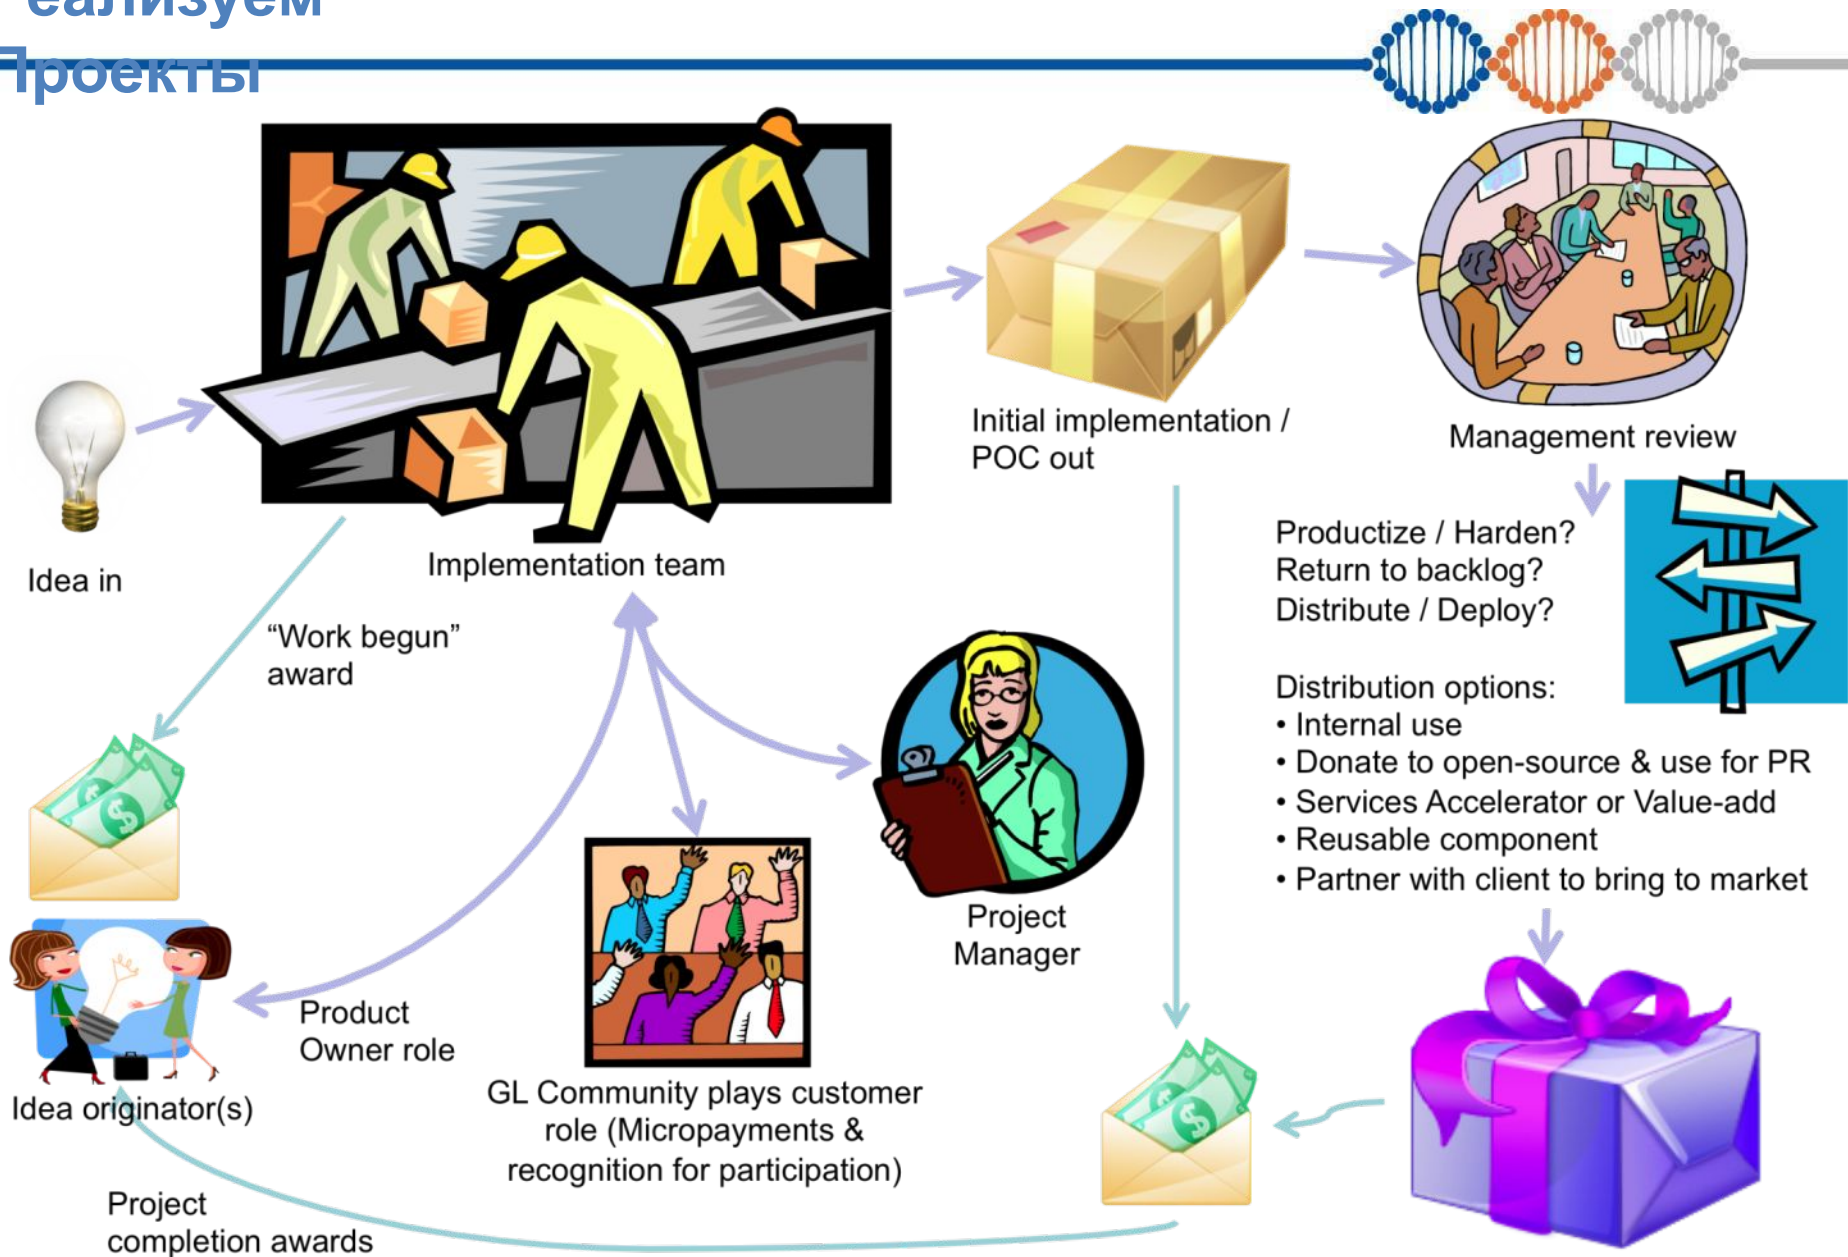 еализуем
Проекты
Initial implementation /
POC out
Management review
Idea in
Implementation team
Productize / Harden?
Return to backlog?
Distribute / Deploy?
“Work begun”
award
Distribution options:
• Internal use
• Donate to open-source & use for PR
• Services Accelerator or Value-add
• Reusable component
• Partner with client to bring to market
Project
Manager
Product
Owner role
Idea originator(s)
GL Community plays customer
role (Micropayments &
recognition for participation)
Project
completion awards